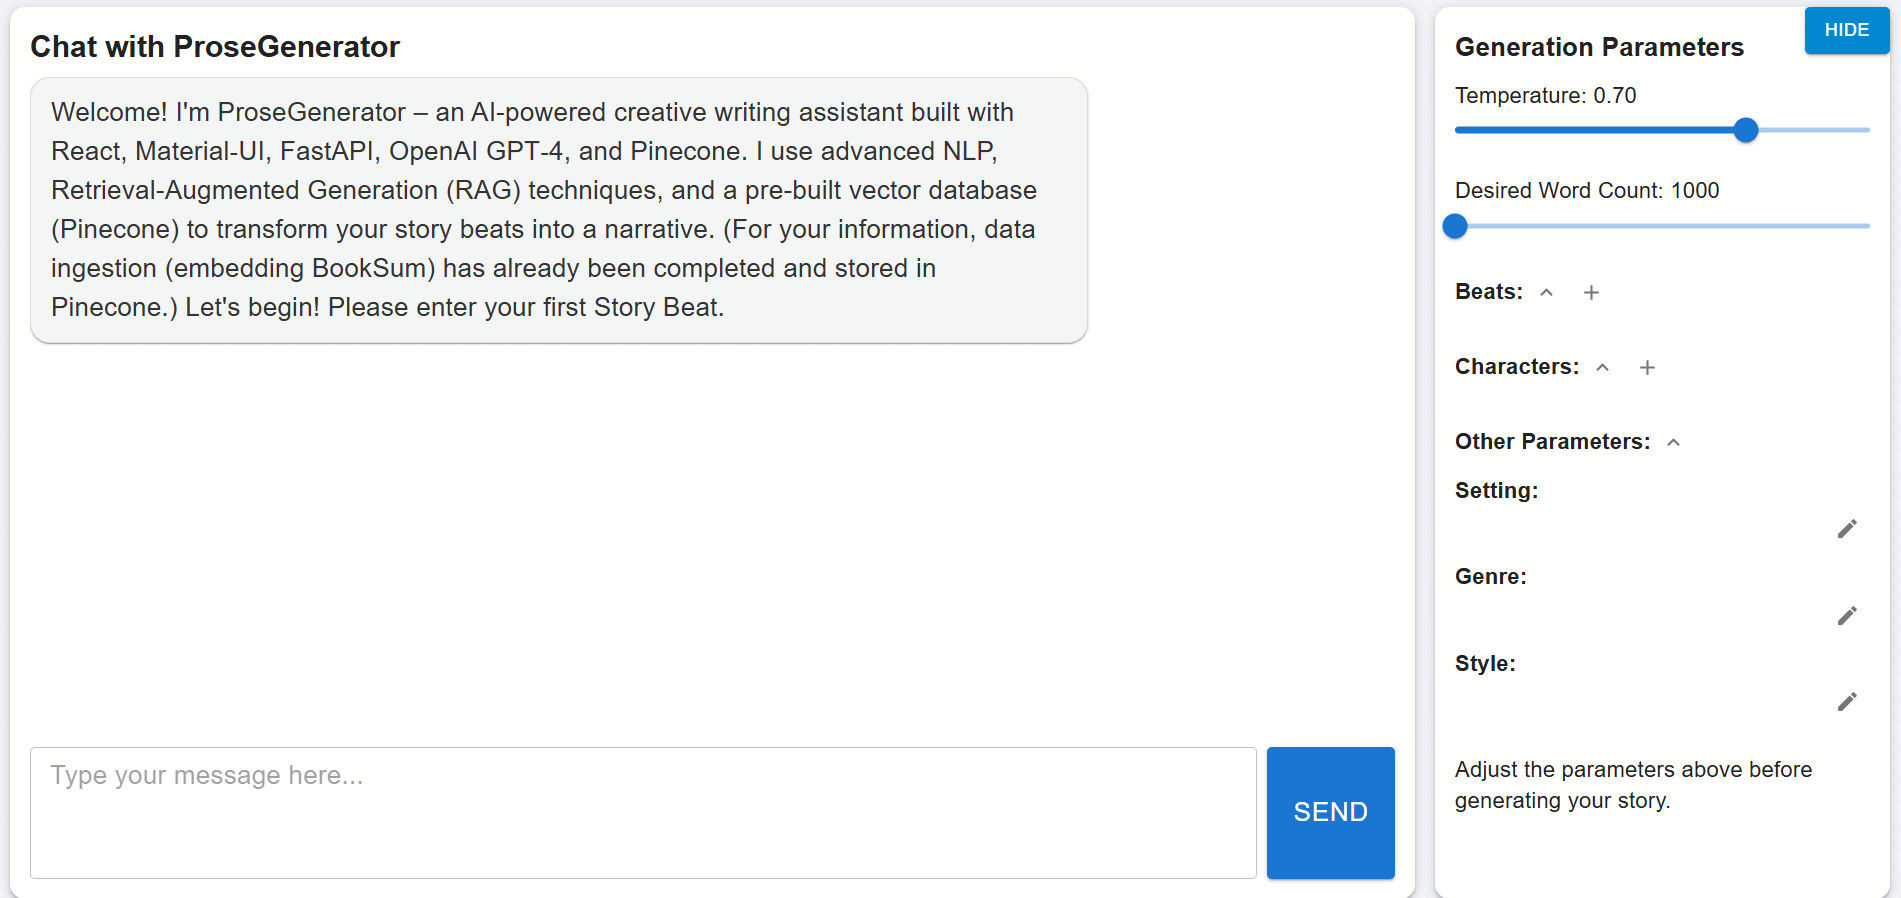 Chat with ProseGenerator
Welcome! I'm ProseGenerator – an AI-powered creative writing assistant built with
React, Material-UI, FastAPI, OpenAI GPT-4, and Pinecone. I use advanced NLP,
Retrieval-Augmented Generation (RAG) techniques, and a pre-built vector database
(Pinecone) to transform your story beats into a narrative. (For your information, data
ingestion (embedding BookSum) has already been completed and stored in
Pinecone.) Let's begin! Please enter your first Story Beat.
Type your message here...
SEND
HIDE
Generation Parameters
Temperature: 0.70
Desired Word Count: 1000
Beats:
Characters:
Other Parameters:
Setting:
Genre:
Style:
Adjust the parameters above before
generating your story.